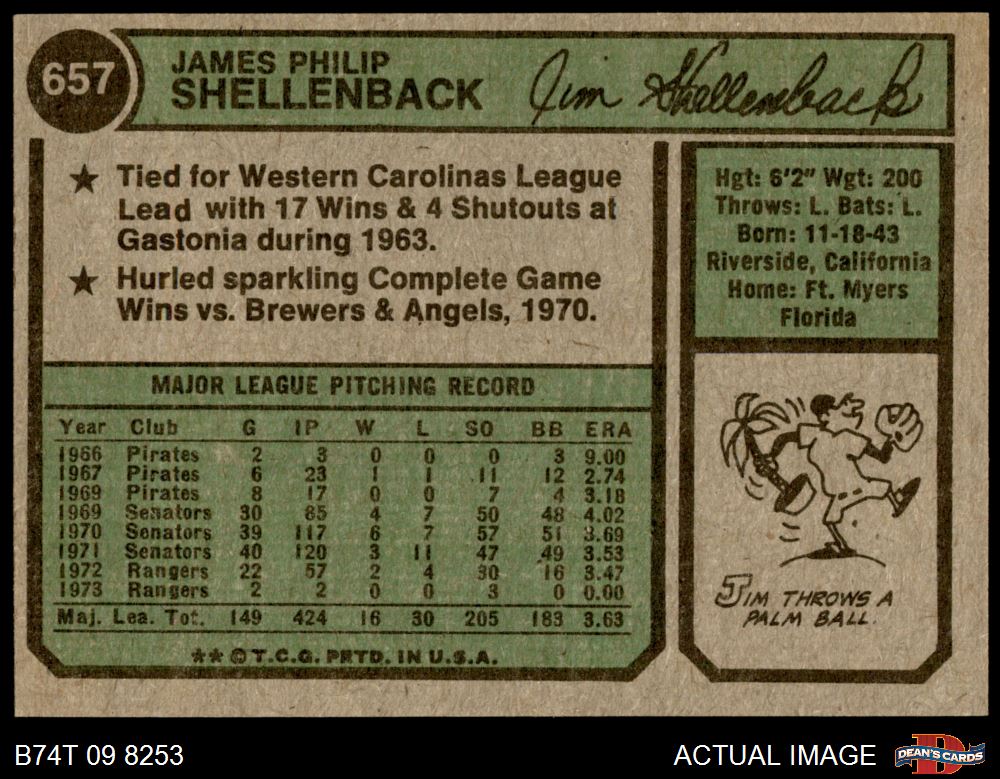 657
JAMES PHILIP
SHELLENBACK
Jim Shellenback
★ Tied for Western Carolinas League
Lead with 17 Wins & 4 Shutouts at
Gastonia during 1963.
★ Hurled sparkling Complete Game
Wins vs. Brewers & Angels, 1970.
Hgt: 6'2" Wgt: 200
Throws: L. Bats: L.
Born: 11-18-43
Riverside, California
Home: Ft. Myers
Florida
MAJOR LEAGUE PITCHING RECORD
Year Club G IP W L SO BB ERA
1966 Pirates 2 3 0 0 0 3 9.00
1967 Pirates 6 23 1 1 11 12 2.74
1969 Pirates 8 17 0 0 7 4 3.18
1969 Senators 30 85 4 7 50 48 4.02
1970 Senators 39 117 6 7 57 51 3.69
1971 Senators 40 120 3 11 47 49 3.53
1972 Rangers 22 57 2 4 30 16 3.47
1973 Rangers 2 2 0 0 3 0 0.00
Maj. Lea. Tot. 149 424 16 30 205 183 3.63
** © T.C.G. PRTD. IN U.S.A.
JIM THROWS A
PALM BALL.
B74T 09 8253
ACTUAL IMAGE
DEAN'S CARDS